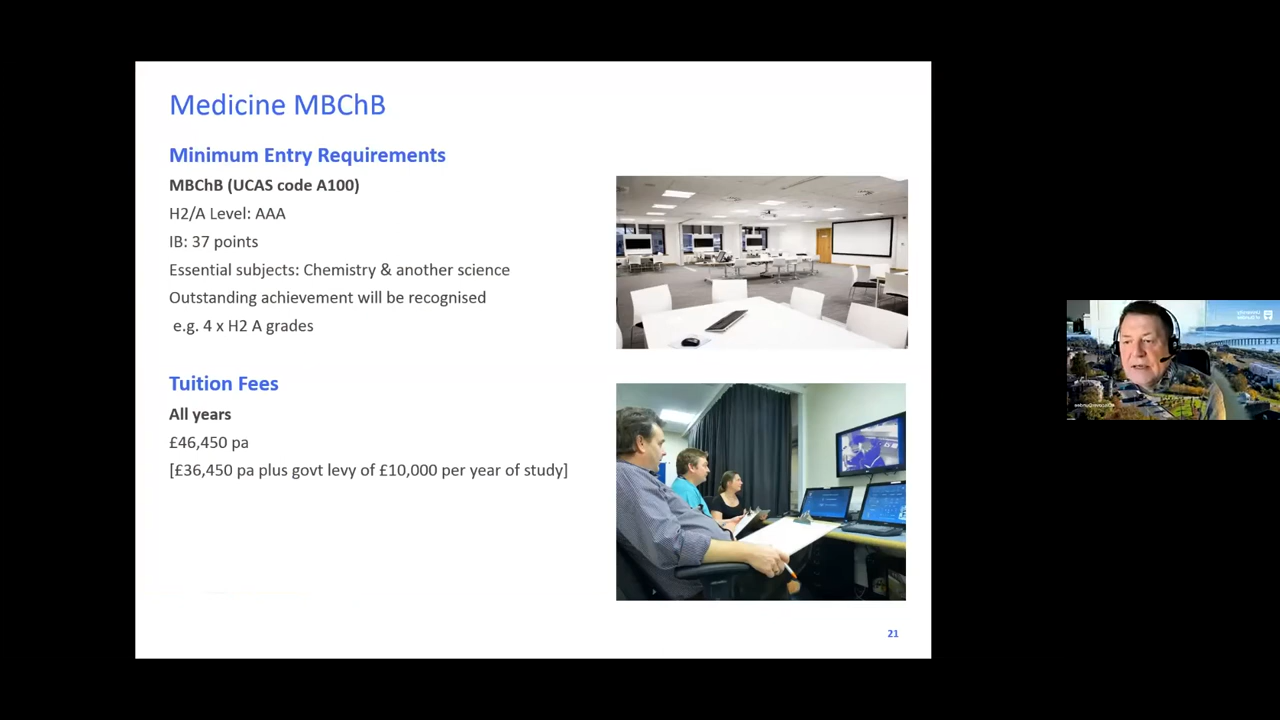 Medicine MBChB
Minimum Entry Requirements
MBChB (UCAS code A100)
H2/A Level: AAA
IB: 37 points
Essential subjects: Chemistry & another science
Outstanding achievement will be recognised
e.g. 4 x H2 A grades
Tuition Fees
All years
£46,450 pa
[£36,450 pa plus govt levy of £10,000 per year of study]
21